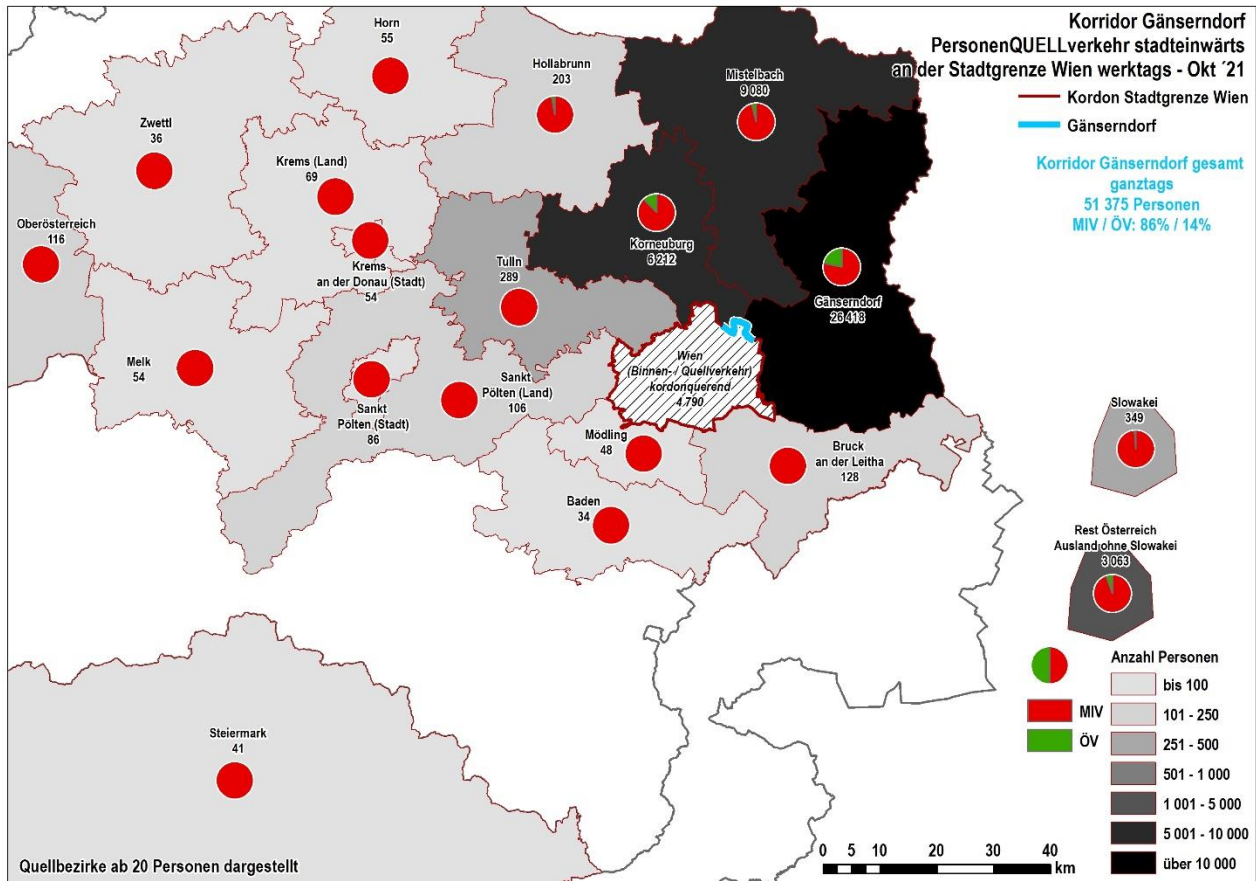 Korridor Gänserndorf
PersonenQUELLverkehr stadteinwärts
an der Stadtgrenze Wien werktags - Okt ´21
Kordon Stadtgrenze Wien
Gänserndorf
Korridor Gänserndorf gesamt
ganztags
51 375 Personen
MIV / ÖV: 86% / 14%
Horn
55
Hollabrunn
203
Mistelbach
9 080
Zwettl
36
Krems (Land)
69
Oberösterreich
116
Krems
an der Donau (Stadt)
54
Tulln
289
Korneuburg
6 212
Gänserndorf
26 418
Melk
54
Sankt
Pölten (Stadt)
86
Sankt
Pölten (Land)
106
Wien
(Binnen- / Quellverkehr)
kordonquerend
4.790
Mödling
48
Bruck
an der Leitha
128
Baden
34
Slowakei
349
Rest Österreich
Ausland ohne Slowakei
3 063
Steiermark
41
MIV
ÖV
Anzahl Personen
bis 100
101 - 250
251 - 500
501 - 1 000
1 001 - 5 000
5 001 - 10 000
über 10 000
Quellbezirke ab 20 Personen dargestellt
0 5 10 20 30 40
km